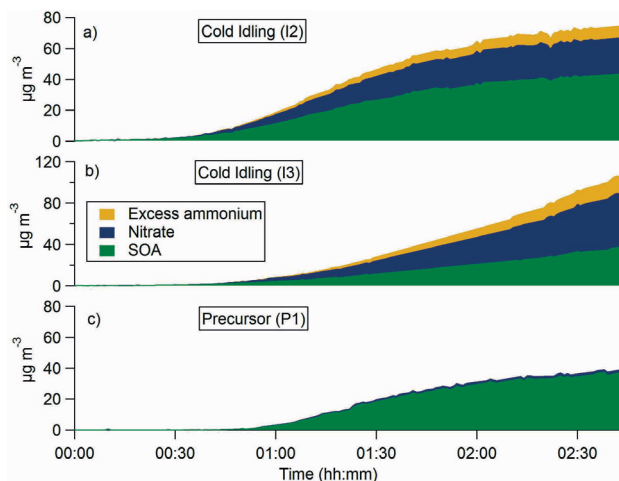 a) Cold Idling (I2)
80
60
40
20
0
µg m-3
b) Cold Idling (I3)
120
80
40
0
µg m-3
Excess ammonium
Nitrate
SOA
c) Precursor (P1)
80
60
40
20
0
µg m-3
00:00 00:30 01:00 01:30 02:00 02:30
Time (hh:mm)